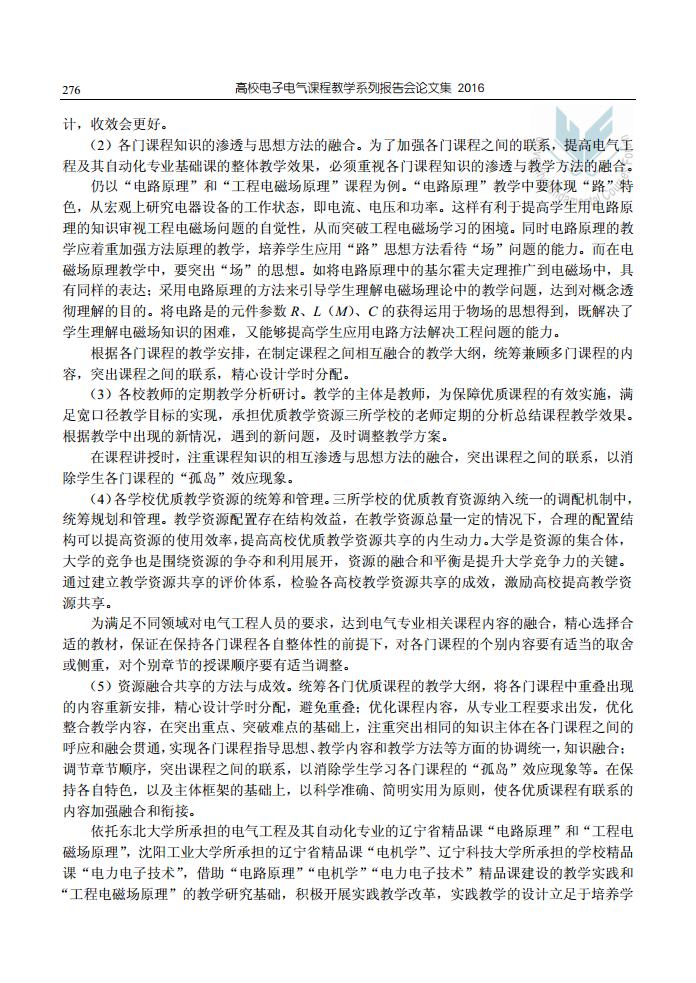 276
高校电子电气课程教学系列报告会论文集 2016
计，收效会更好。
（2）各门课程知识的渗透与思想方法的融合。为了加强各门课程之间的联系，提高电气工
程及其自动化专业基础课的整体教学效果，必须重视各门课程知识的渗透与教学方法的融合。
仍以“电路原理”和“工程电磁场原理”课程为例。“电路原理”教学中要体现“路”特
色，从宏观上研究电器设备的工作状态，即电流、电压和功率。这样有利于提高学生用电路原
理的知识审视工程电磁场问题的自觉性，从而突破工程电磁场学习的困境。同时电路原理的教
学应着重加强方法原理的教学，培养学生应用“路”思想方法看待“场”问题的能力。而在电
磁场原理教学中，要突出“场”的思想。如将电路原理中的基尔霍夫定理推广到电磁场中，具
有同样的表达；采用电路原理的方法来引导学生理解电磁场理论中的教学问题，达到对概念透
彻理解的目的。将电路是的元件参数 R、L（M）、C 的获得运用于物场的思想得到，既解决了
学生理解电磁场知识的困难，又能够提高学生应用电路方法解决工程问题的能力。
根据各门课程的教学安排，在制定课程之间相互融合的教学大纲，统筹兼顾多门课程的内
容，突出课程之间的联系，精心设计学时分配。
（3）各校教师的定期教学分析研讨。教学的主体是教师，为保障优质课程的有效实施，满
足宽口径教学目标的实现，承担优质教学资源三所学校的老师定期的分析总结课程教学效果。
根据教学中出现的新情况，遇到的新问题，及时调整教学方案。
在课程讲授时，注重课程知识的相互渗透与思想方法的融合，突出课程之间的联系，以消
除学生各门课程的“孤岛”效应现象。
（4）各学校优质教学资源的统筹和管理。三所学校的优质教育资源纳入统一的调配机制中，
统筹规划和管理。教学资源配置存在结构效益，在教学资源总量一定的情况下，合理的配置结
构可以提高资源的使用效率，提高高校优质教学资源共享的内生动力。大学是资源的集合体，
大学的竞争也是围绕资源的争夺和利用展开，资源的融合和平衡是提升大学竞争力的关键。
通过建立教学资源共享的评价体系，检验各高校教学资源共享的成效，激励高校提高教学资
源共享。
为满足不同领域对电气工程人员的要求，达到电气专业相关课程内容的融合，精心选择合
适的教材，保证在保持各门课程各自整体性的前提下，对各门课程的个别内容要有适当的取舍
或侧重，对个别章节的授课顺序要有适当调整。
（5）资源融合共享的方法与成效。统筹各门优质课程的教学大纲，将各门课程中重叠出现
的内容重新安排，精心设计学时分配，避免重叠；优化课程内容，从专业工程要求出发，优化
整合教学内容，在突出重点、突破难点的基础上，注重突出相同的知识主体在各门课程之间的
呼应和融会贯通，实现各门课程指导思想、教学内容和教学方法等方面的协调统一，知识融合；
调节章节顺序，突出课程之间的联系，以消除学生学习各门课程的“孤岛”效应现象等。在保
持各自特色，以及主体框架的基础上，以科学准确、简明实用为原则，使各优质课程有联系的
内容加强融合和衔接。
依托东北大学所承担的电气工程及其自动化专业的辽宁省精品课“电路原理”和“工程电
磁场原理”，沈阳工业大学所承担的辽宁省精品课“电机学”、辽宁科技大学所承担的学校精品
课“电力电子技术”，借助“电路原理”“电机学”“电力电子技术”精品课建设的教学实践和
“工程电磁场原理”的教学研究基础，积极开展实践教学改革，实践教学的设计立足于培养学